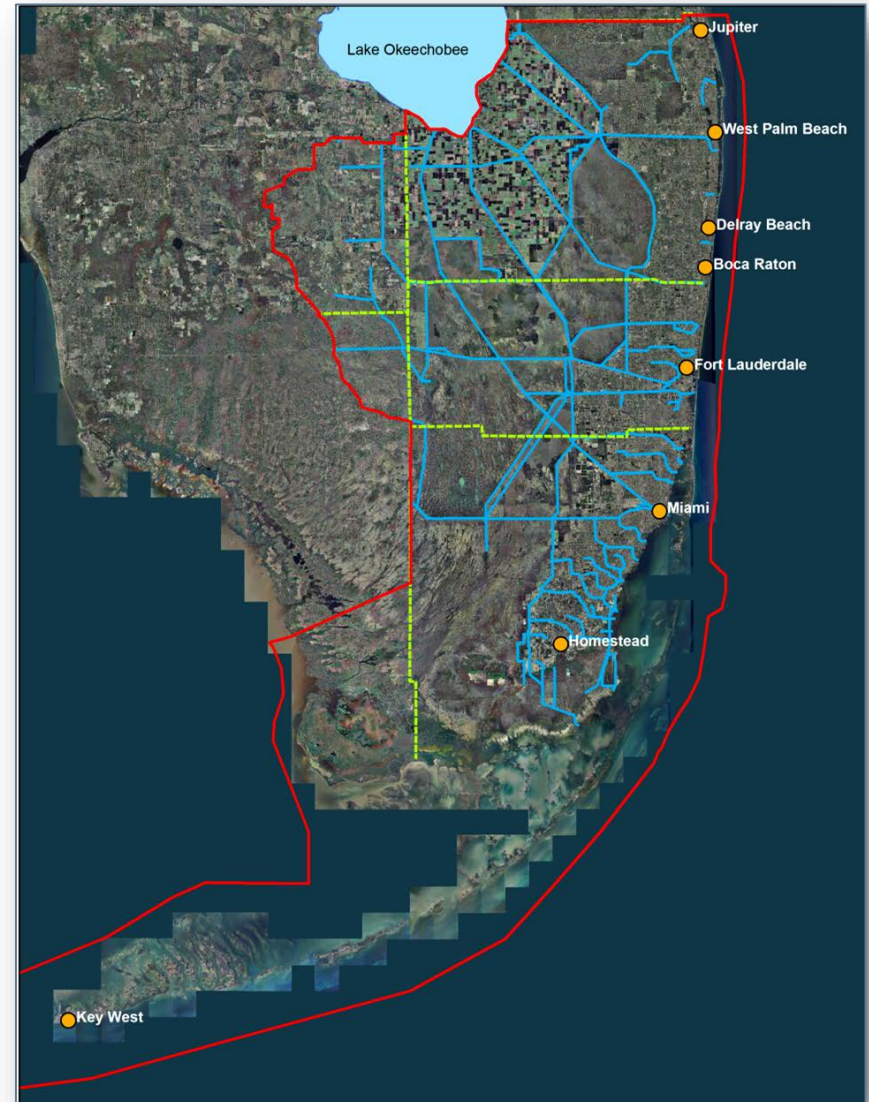 Lake Okeechobee
Jupiter
West Palm Beach
Delray Beach
Boca Raton
Fort Lauderdale
Miami
Homestead
Key West